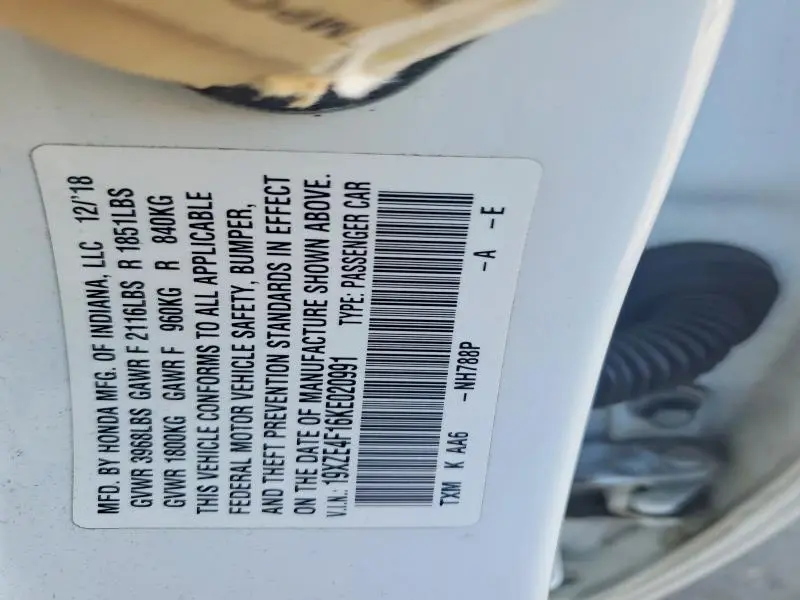 MFD. BY HONDA MFG. OF INDIANA, LLC 12/'18
GVWR 3968LBS GAWR F 2116LBS R 1851LBS
GVWR 1800KG GAWR F 960KG R 840KG
THIS VEHICLE CONFORMS TO ALL APPLICABLE
FEDERAL MOTOR VEHICLE SAFETY, BUMPER,
AND THEFT PREVENTION STANDARDS IN EFFECT
ON THE DATE OF MANUFACTURE SHOWN ABOVE.
V.I.N.: 19XZE4F16KE020991 TYPE: PASSENGER CAR
TXM K AA6 -NH788P -A -E